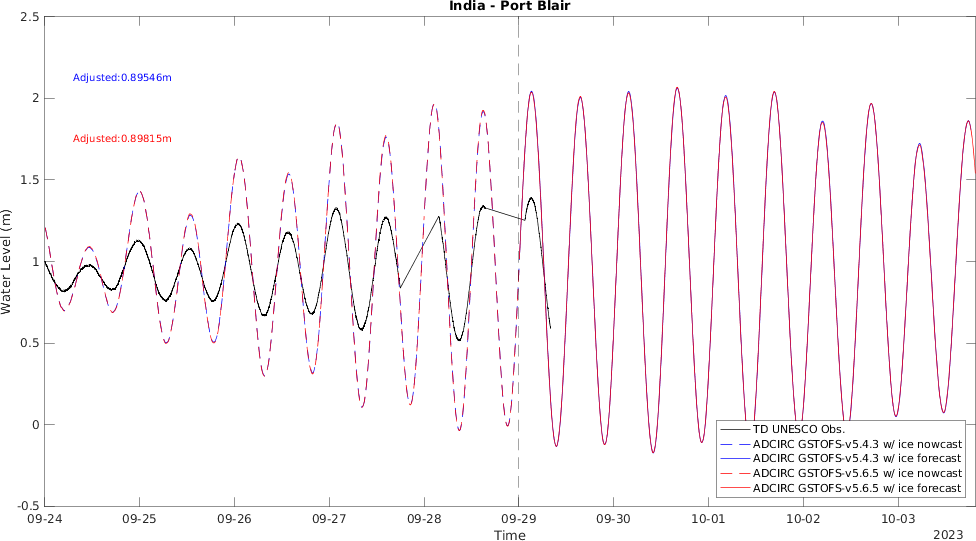 India - Port Blair
2.5
2
1.5
1
0.5
0
-0.5
Water Level (m)
Adjusted:0.89546m
Adjusted:0.89815m
TD UNESCO Obs.
ADCIRC GSTOFS-v5.4.3 w/ ice nowcast
ADCIRC GSTOFS-v5.4.3 w/ ice forecast
ADCIRC GSTOFS-v5.6.5 w/ ice nowcast
ADCIRC GSTOFS-v5.6.5 w/ ice forecast
09-24 09-25 09-26 09-27 09-28 09-29 09-30 10-01 10-02 10-03
Time
2023